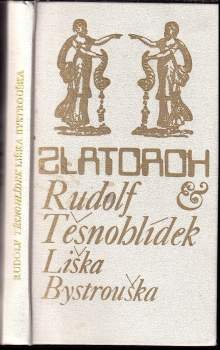 RUDOLF TĚSNOHLÍDEK LIŠKA BYSTROUŠKA
ZLATOROH
Rudolf &
Těsnohlídek
Liška
Bystrouška